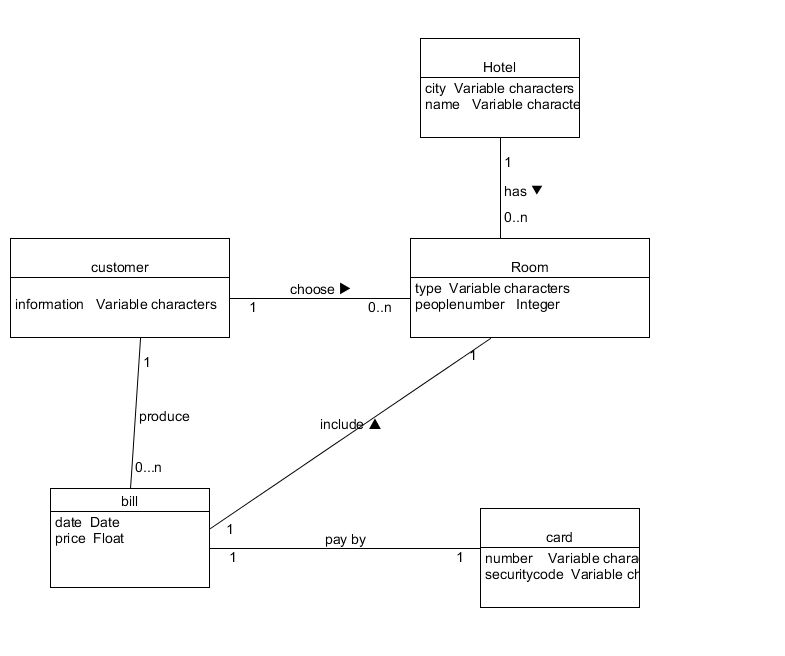 Hotel
city Variable characters
name Variable characte
1
has ▼
0..n
customer
information Variable characters
choose ▶
1
0..n
Room
type Variable characters
peoplenumber Integer
1
produce
0...n
1
include ▲
1
bill
date Date
price Float
pay by
1
1
card
number Variable chara
securitycode Variable ch